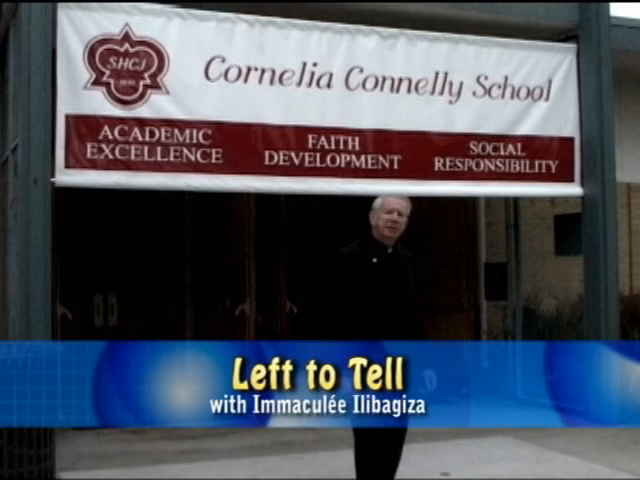 SHCJ
Cornelia Connelly School
ACADEMIC
EXCELLENCE
FAITH
DEVELOPMENT
SOCIAL
RESPONSIBILITY
Left to Tell
with Immaculée Ilibagiza